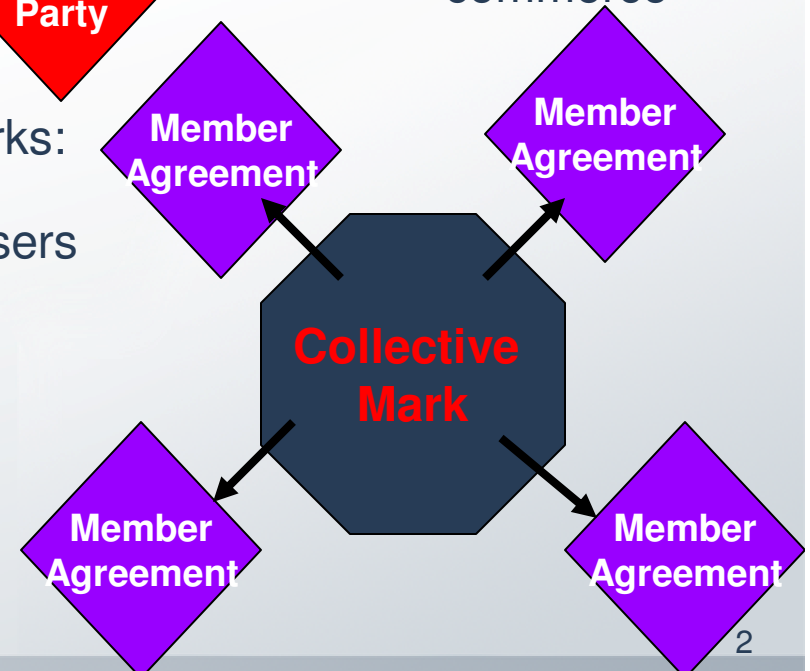 Party
Member
Agreement
Member
Agreement
rks:
sers
Collective
Mark
Member
Agreement
Member
Agreement
2